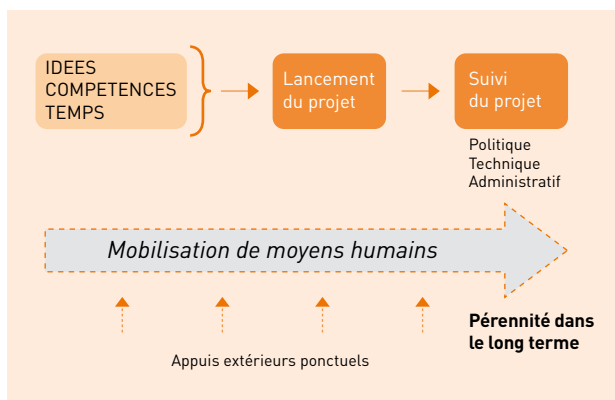 IDEES
COMPETENCES
TEMPS
Lancement
du projet
Suivi
du projet
Politique
Technique
Administratif
Mobilisation de moyens humains
Pérennité dans
le long terme
Appuis extérieurs ponctuels